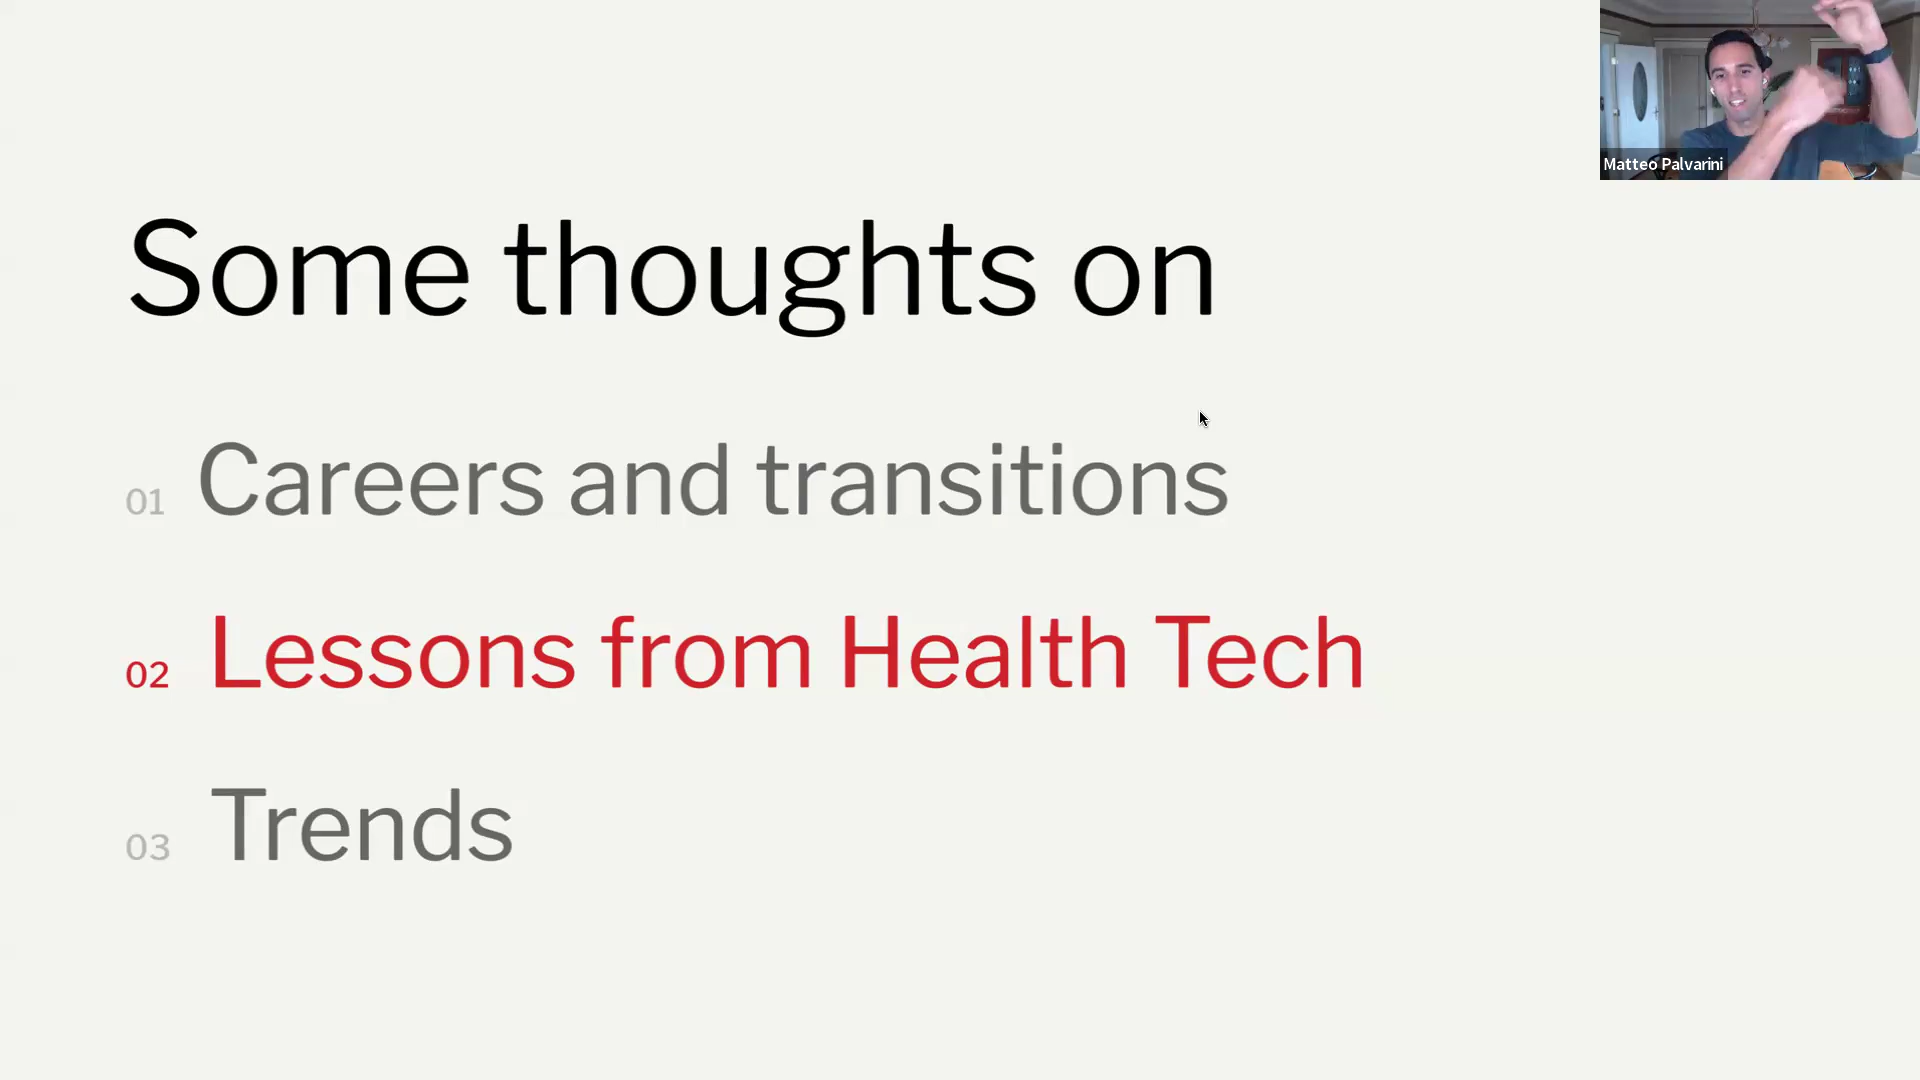 Matteo Palvarini
Some thoughts on
01 Careers and transitions
02 Lessons from Health Tech
03 Trends